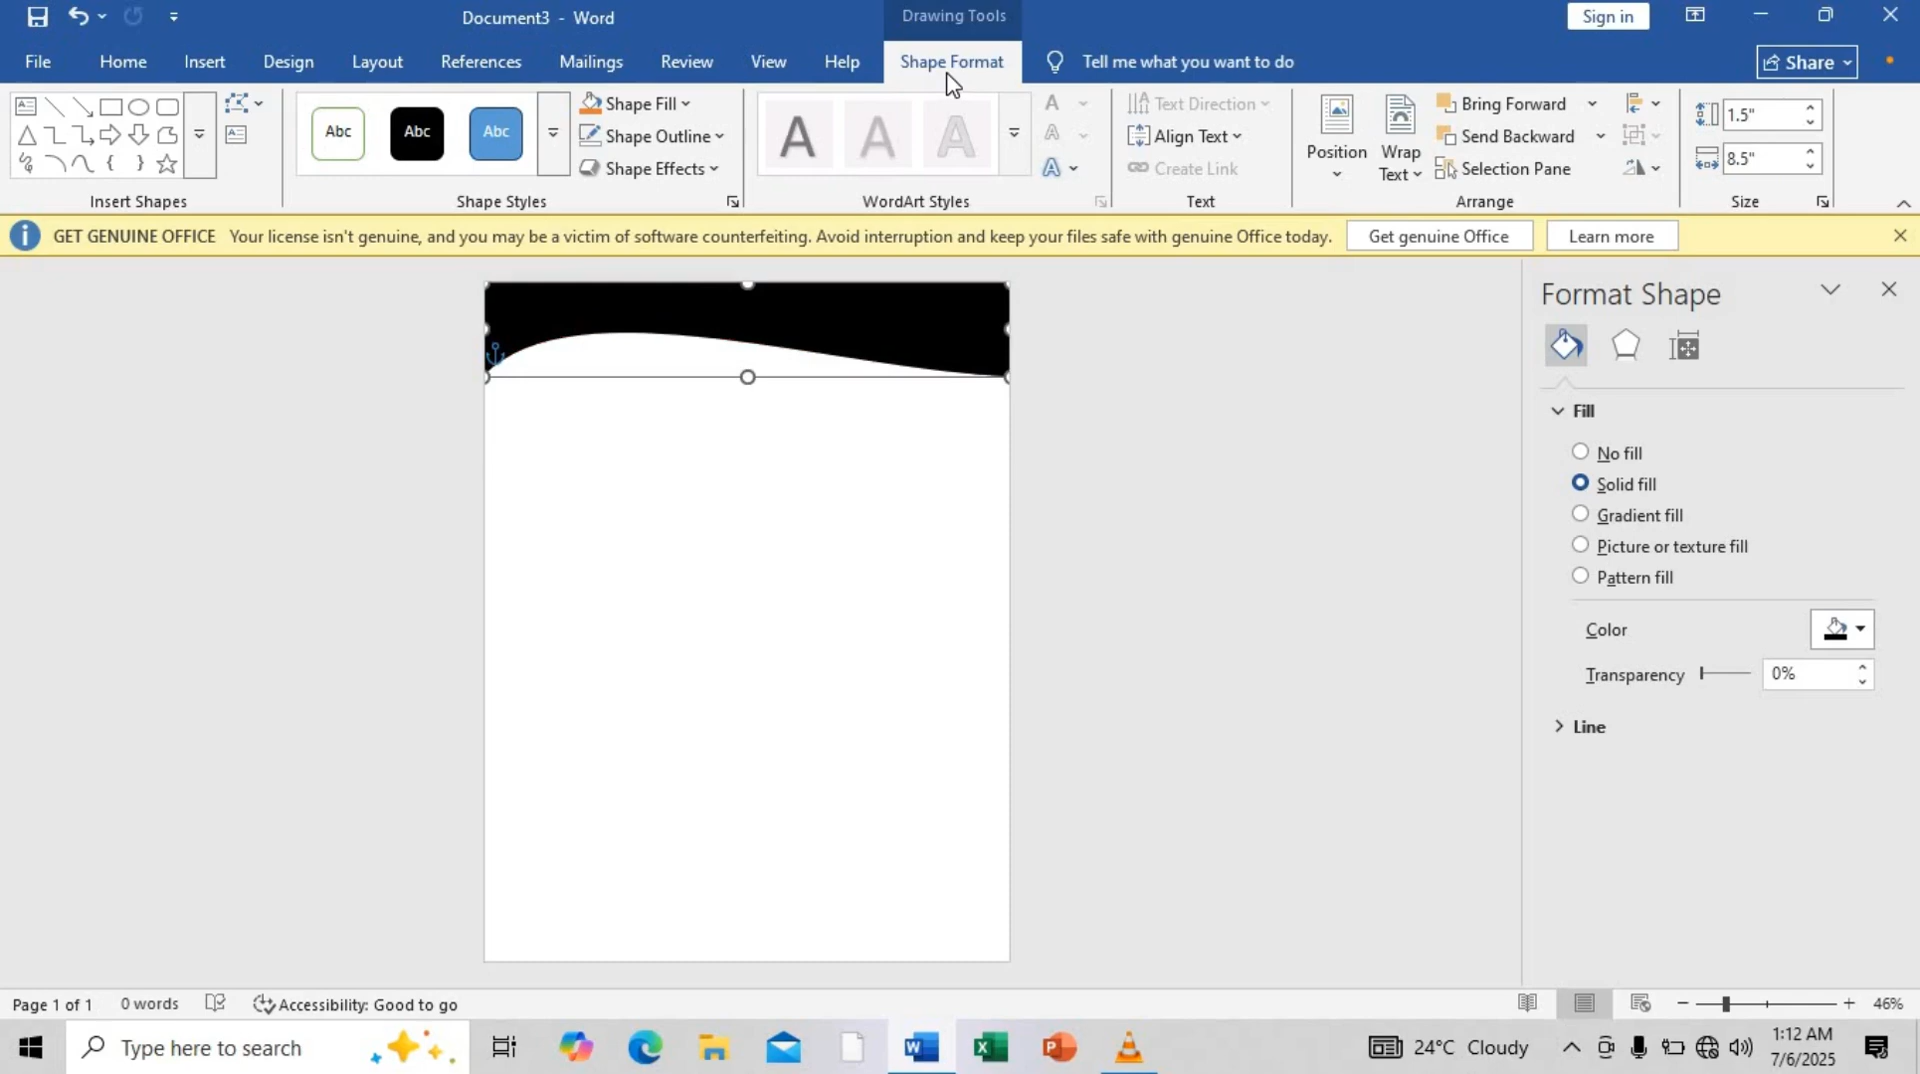 Document3 - Word
Drawing Tools
Sign in
File Home Insert Design Layout References Mailings Review View Help Shape Format Tell me what you want to do Share
Abc Abc Abc
Shape Fill
Shape Outline
Shape Effects
A A A
A
A
A
Text Direction
Align Text
Create Link
Position
Wrap
Text
Bring Forward
Send Backward
Selection Pane
1.5"
8.5"
Insert Shapes Shape Styles WordArt Styles Text Arrange Size
GET GENUINE OFFICE Your license isn't genuine, and you may be a victim of software counterfeiting. Avoid interruption and keep your files safe with genuine Office today. Get genuine Office Learn more
Format Shape
Fill
No fill
Solid fill
Gradient fill
Picture or texture fill
Pattern fill
Color
Transparency 0%
Line
Page 1 of 1 0 words Accessibility: Good to go 46%
Type here to search
24°C Cloudy
1:12 AM
7/6/2025